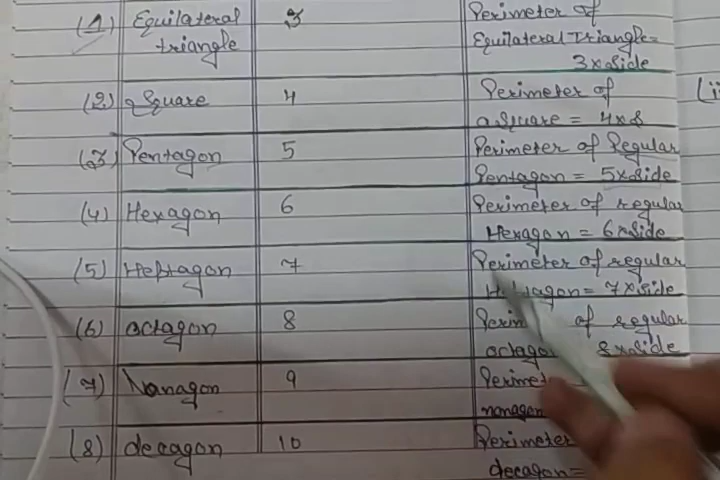 (1) Equilateral triangle 3 Perimeter of
Equilateral Triangle =
3 x side
(2) Square 4 Perimeter of
a square = 4 x s
(3) Pentagon 5 Perimeter of Regular
Pentagon = 5 x side
(4) Hexagon 6 Perimeter of regular
Hexagon = 6 x side
(5) Heptagon 7 Perimeter of regular
Heptagon = 7 x side
(6) octagon 8 of regular
octagon 8 x side
(7) Nanagon 9
nonagon
(8) decagon 10 Perimeter
decagon =